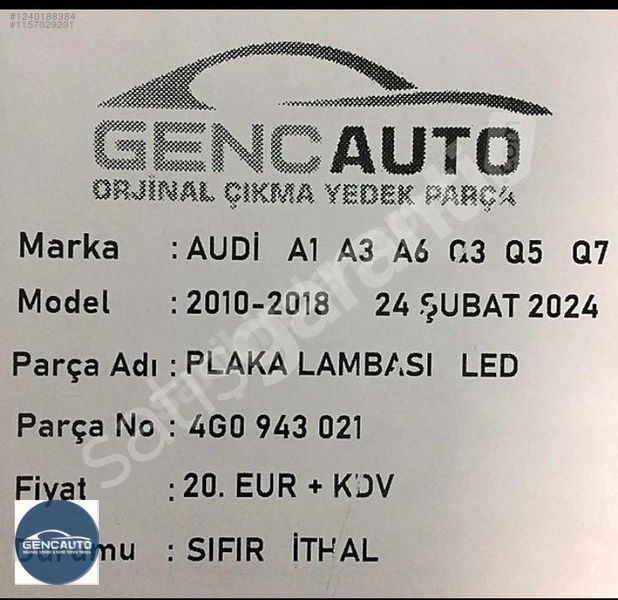 #1240188384
#1157029201
GENCAUTO
ORJİNAL ÇIKMA YEDEK PARÇA
Marka : AUDİ A1 A3 A6 Q3 Q5 Q7
Model : 2010-2018 24 ŞUBAT 2024
Parça Adı : PLAKA LAMBASI LED
Parça No : 4G0 943 021
Fiyat : 20. EUR + KDV
GENCAUTO
Durumu : SIFIR İTHAL